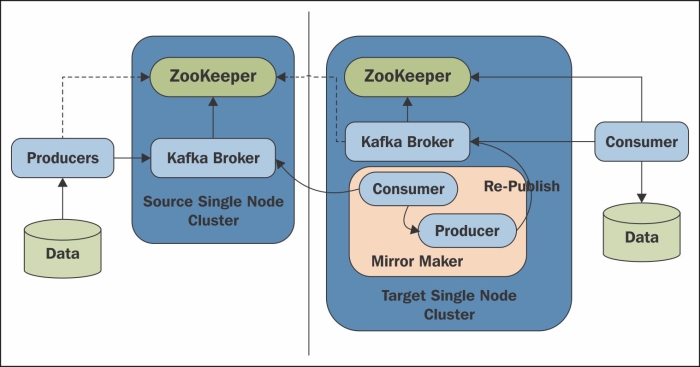 ZooKeeper
ZooKeeper
Producers
Kafka Broker
Kafka Broker
Consumer
Source Single Node
Cluster
Consumer
Re-Publish
Producer
Data
Data
Mirror Maker
Target Single Node
Cluster